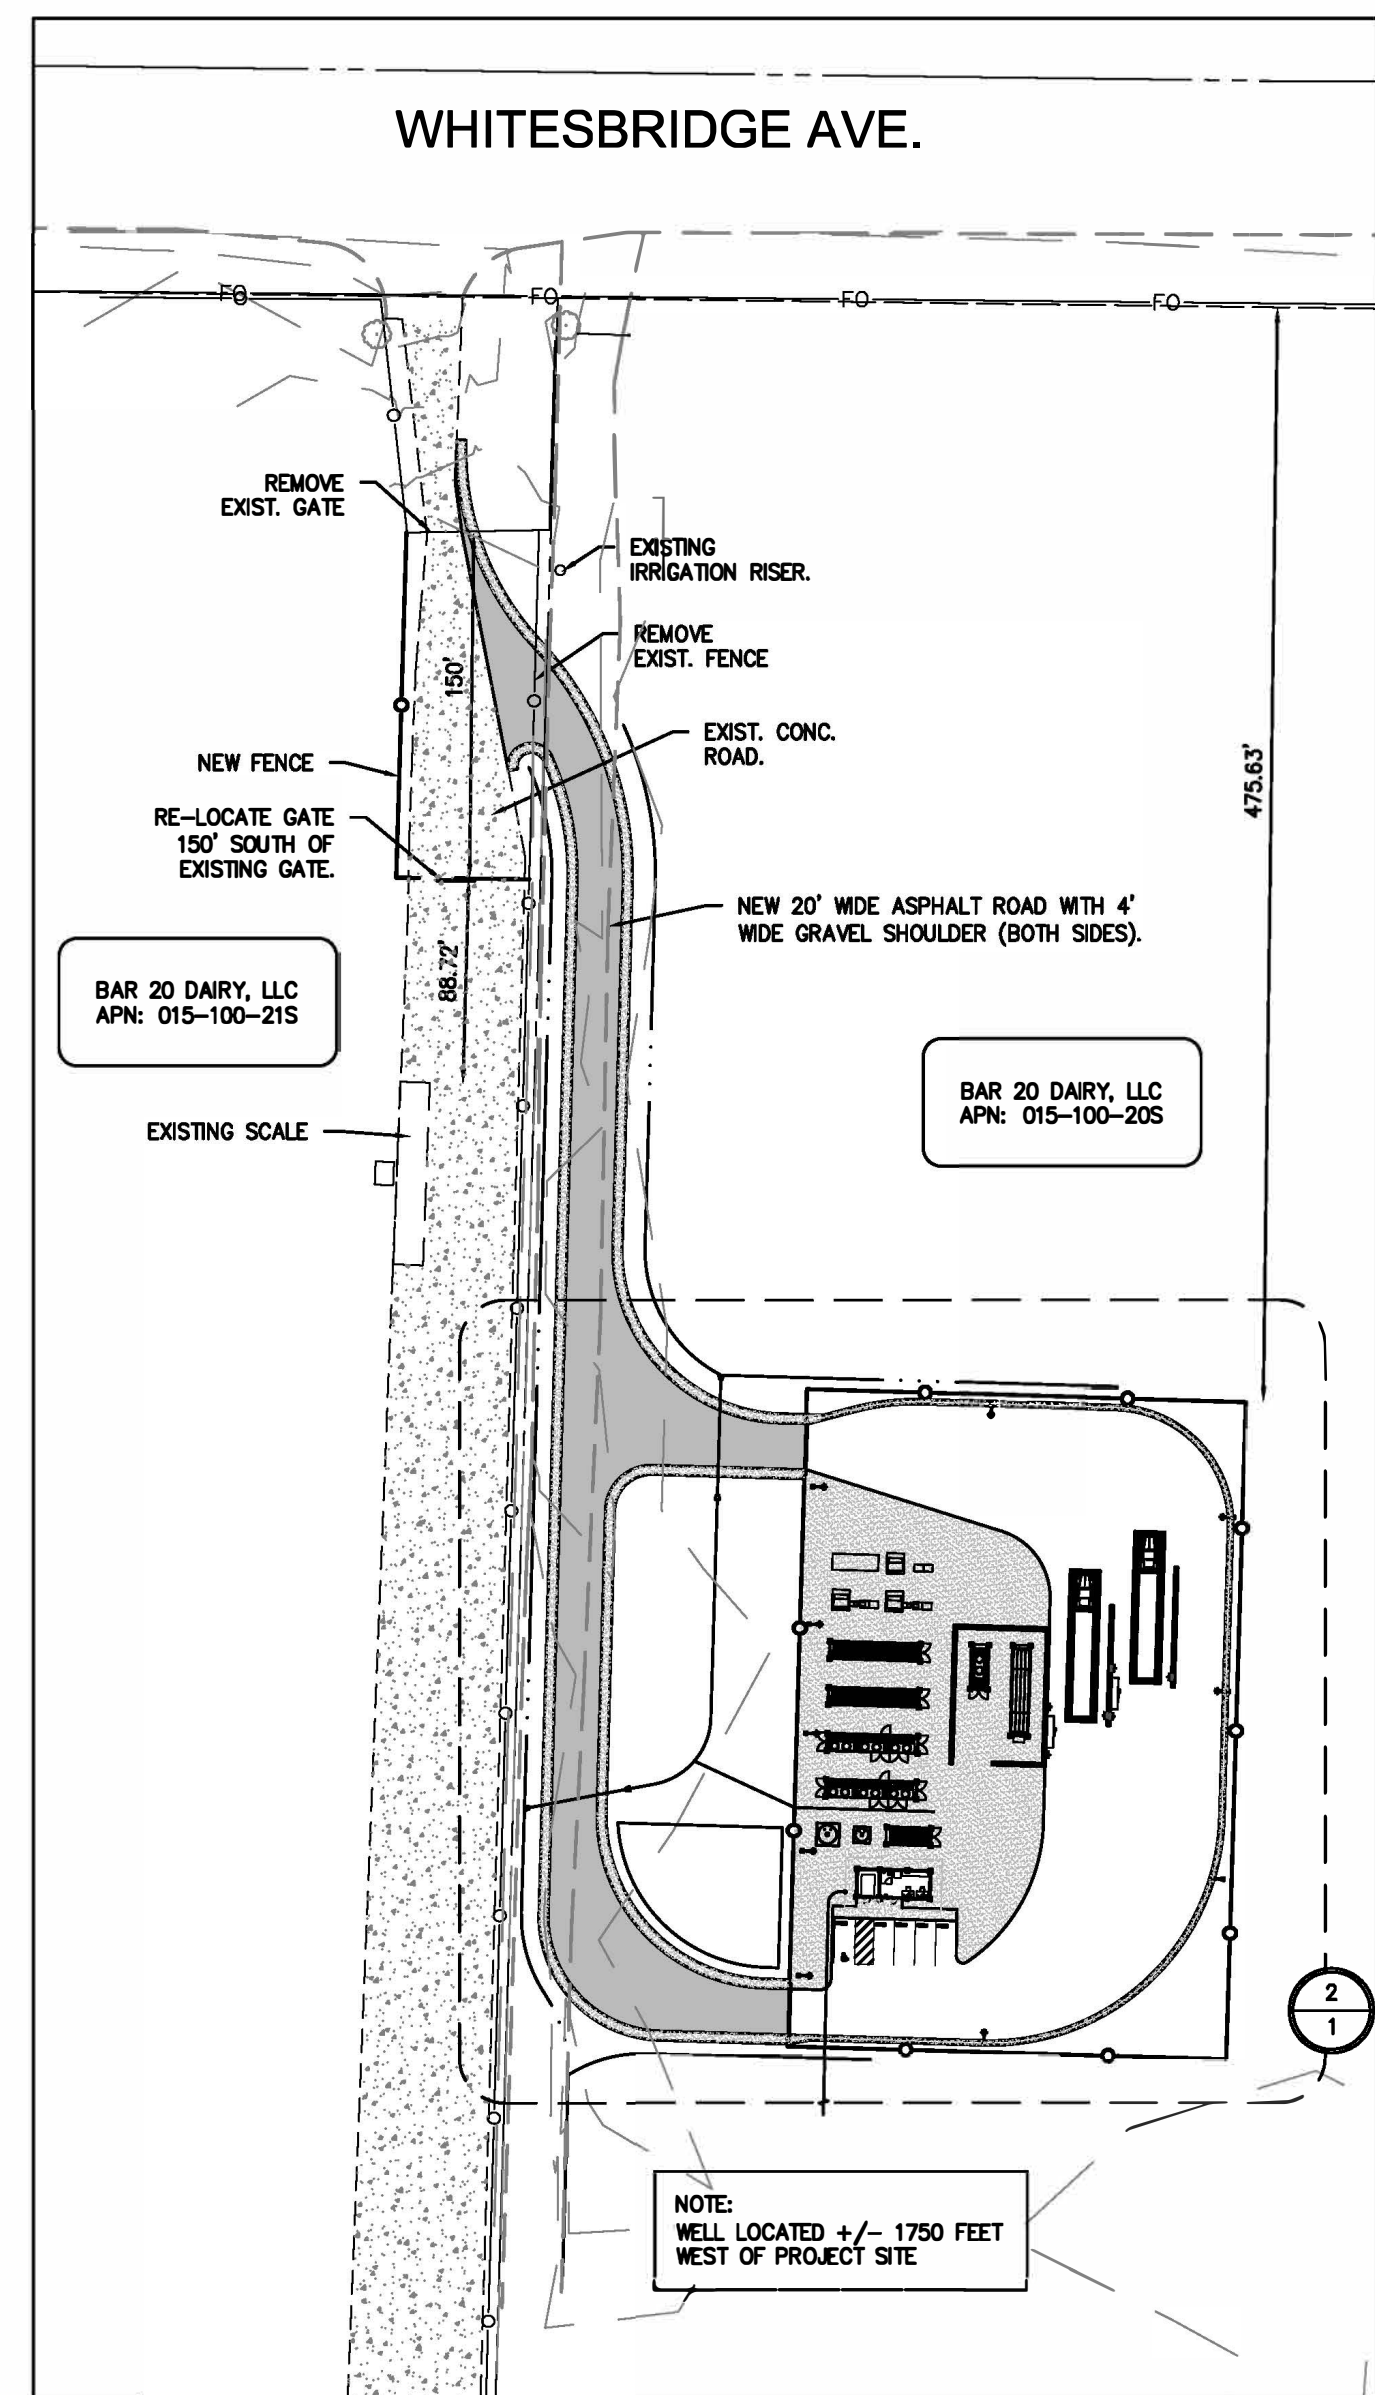 WHITESBRIDGE AVE.
FO
FO
FO
FO
REMOVE
EXIST. GATE
EXISTING
IRRIGATION RISER.
REMOVE
EXIST. FENCE
150'
EXIST. CONC.
ROAD.
NEW FENCE
475.63'
RE-LOCATE GATE
150' SOUTH OF
EXISTING GATE.
NEW 20' WIDE ASPHALT ROAD WITH 4'
WIDE GRAVEL SHOULDER (BOTH SIDES).
88.72'
BAR 20 DAIRY, LLC
APN: 015-100-21S
BAR 20 DAIRY, LLC
APN: 015-100-20S
EXISTING SCALE
2
1
NOTE:
WELL LOCATED +/- 1750 FEET
WEST OF PROJECT SITE